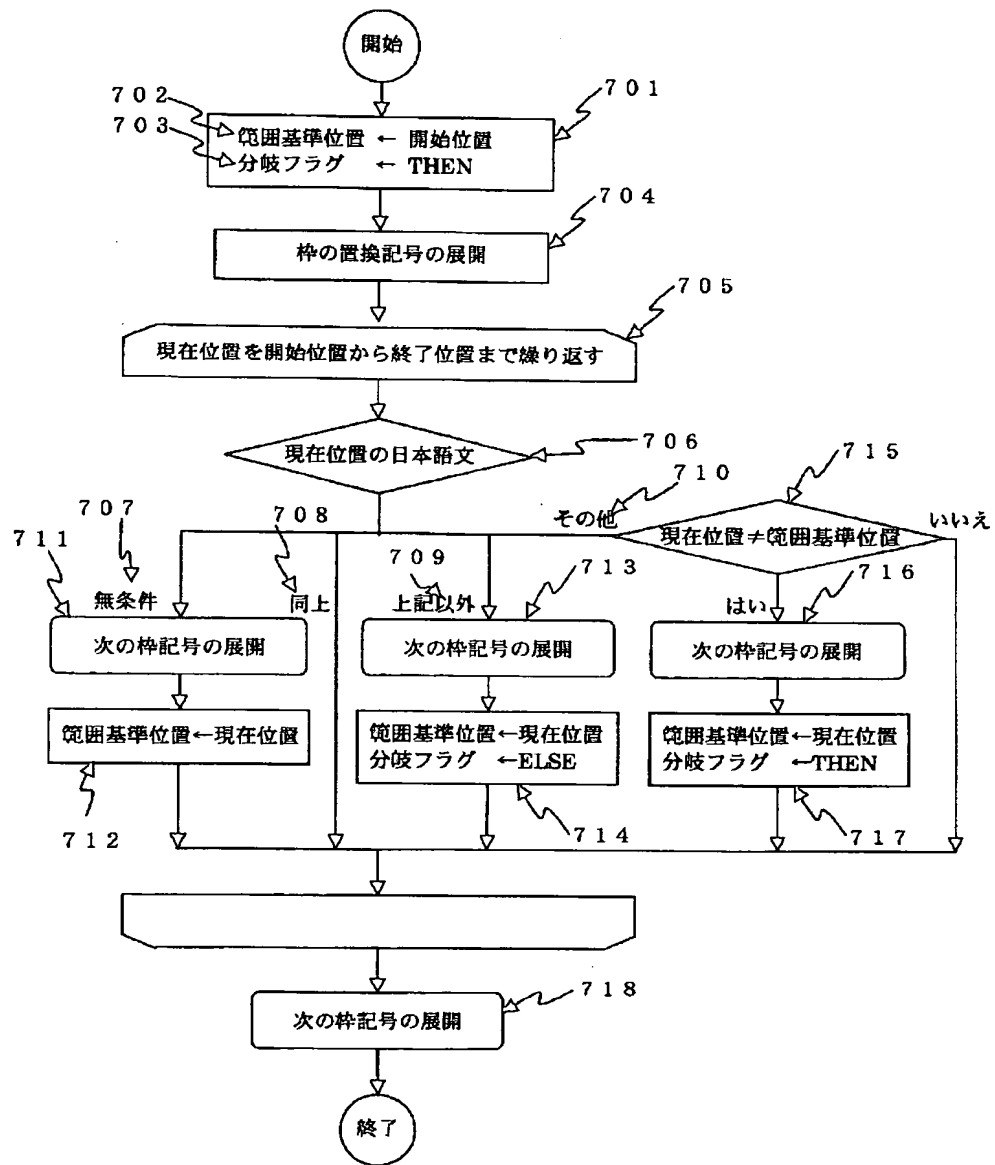 開始
７０２
７０１
７０３
範囲基準位置 ← 開始位置
分岐フラグ ← THEN
７０４
枠の置換記号の展開
７０５
現在位置を開始位置から終了位置まで繰り返す
７０６
現在位置の日本語文
７１０
７１５
７０７
７０８
その他
いいえ
７１１
現在位置≠範囲基準位置
７０９
７１３
７１６
無条件
同上
上記以外
はい
次の枠記号の展開
次の枠記号の展開
次の枠記号の展開
範囲基準位置←現在位置
範囲基準位置←現在位置
分岐フラグ ←ELSE
範囲基準位置←現在位置
分岐フラグ ←THEN
７１２
７１４
７１７
７１８
次の枠記号の展開
終了